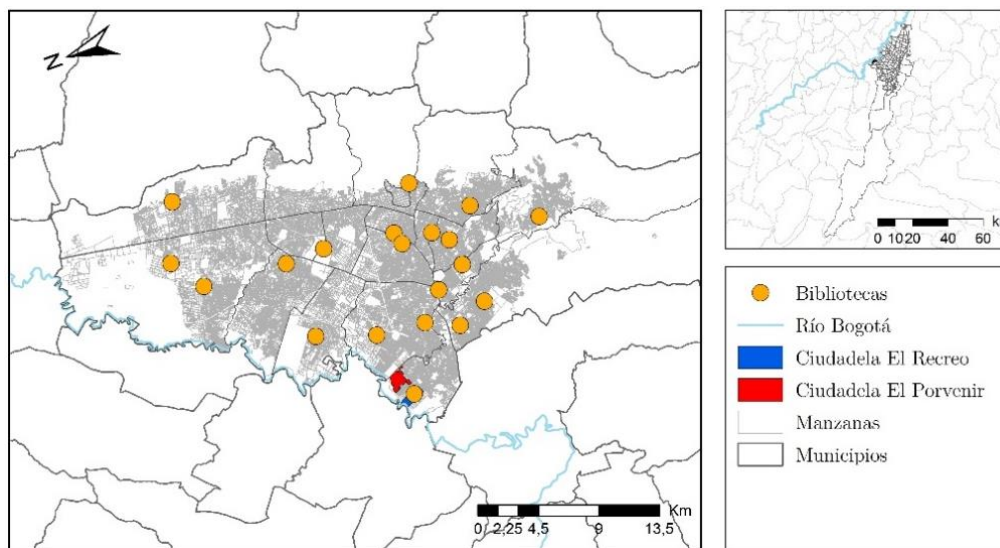 N
Km
0 2,25 4,5 9 13,5
k
0 10 20 40 60
Bibliotecas
Río Bogotá
Ciudadela El Recreo
Ciudadela El Porvenir
Manzanas
Municipios